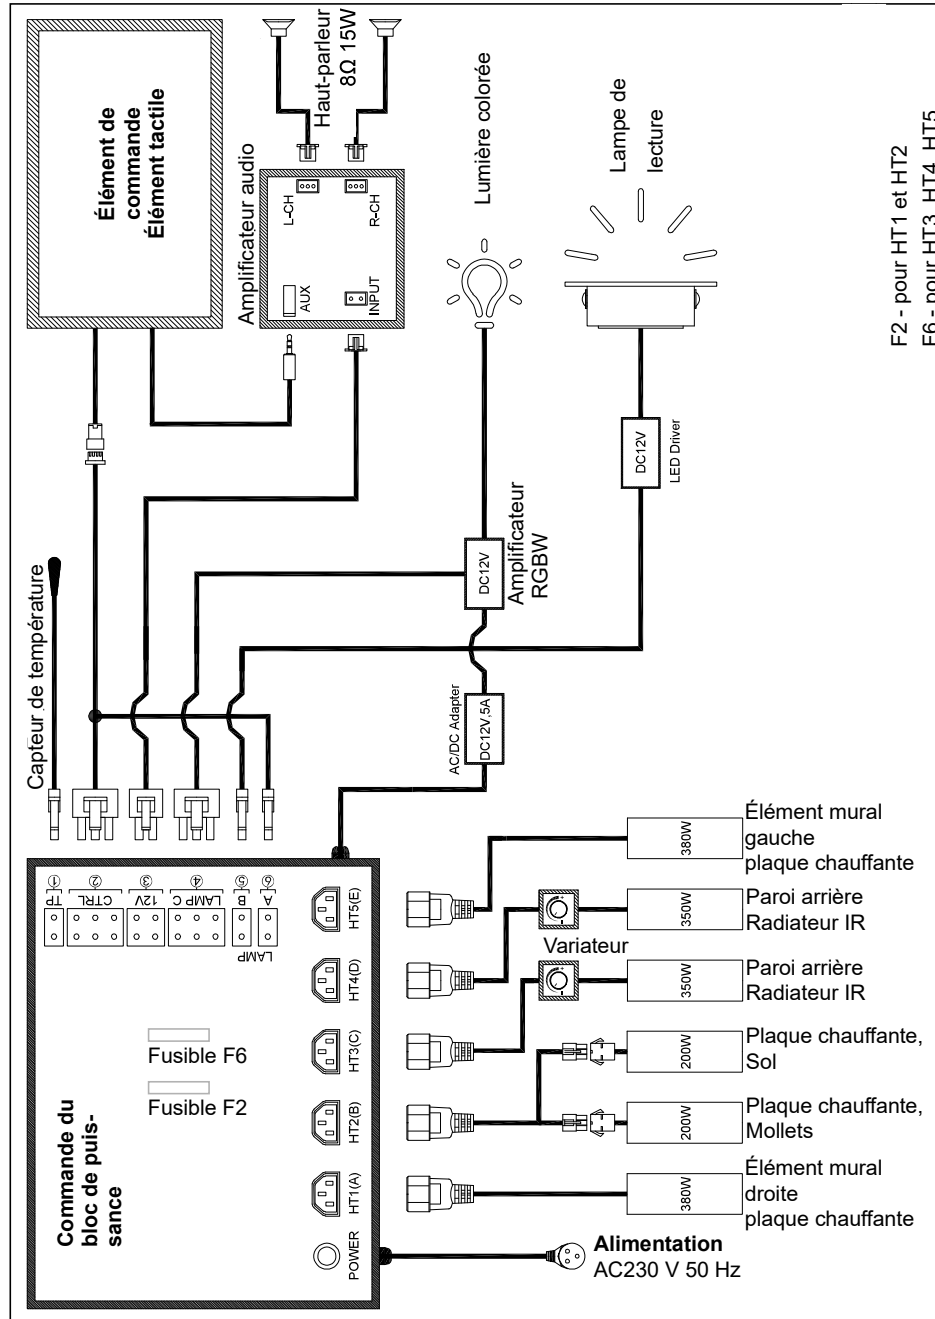 Élément de
commande
Élément tactile
Haut-parleur
8Ω 15W
Amplificateur audio
L-CH
R-CH
AUX
INPUT
Lumière colorée
Lampe de
lecture
F2 - pour HT1 et HT2
F6 - pour HT3, HT4, HT5
DC12V
LED Driver
DC12V
Amplificateur
RGBW
Capteur de température
AC/DC Adapter
DC12V,5A
① ② ③ ④ ⑤ ⑥
TP
CTRL
12V
LAMP C
B
A
LAMP
HT5(E)
HT4(D)
HT3(C)
HT2(B)
HT1(A)
POWER
Fusible F6
Fusible F2
Commande du
bloc de puis-
sance
380W
Élément mural
gauche
plaque chauffante
350W
Paroi arrière
Radiateur IR
Variateur
350W
Paroi arrière
Radiateur IR
200W
Plaque chauffante,
Sol
200W
Plaque chauffante,
Mollets
380W
Élément mural
droite
plaque chauffante
Alimentation
AC230 V 50 Hz